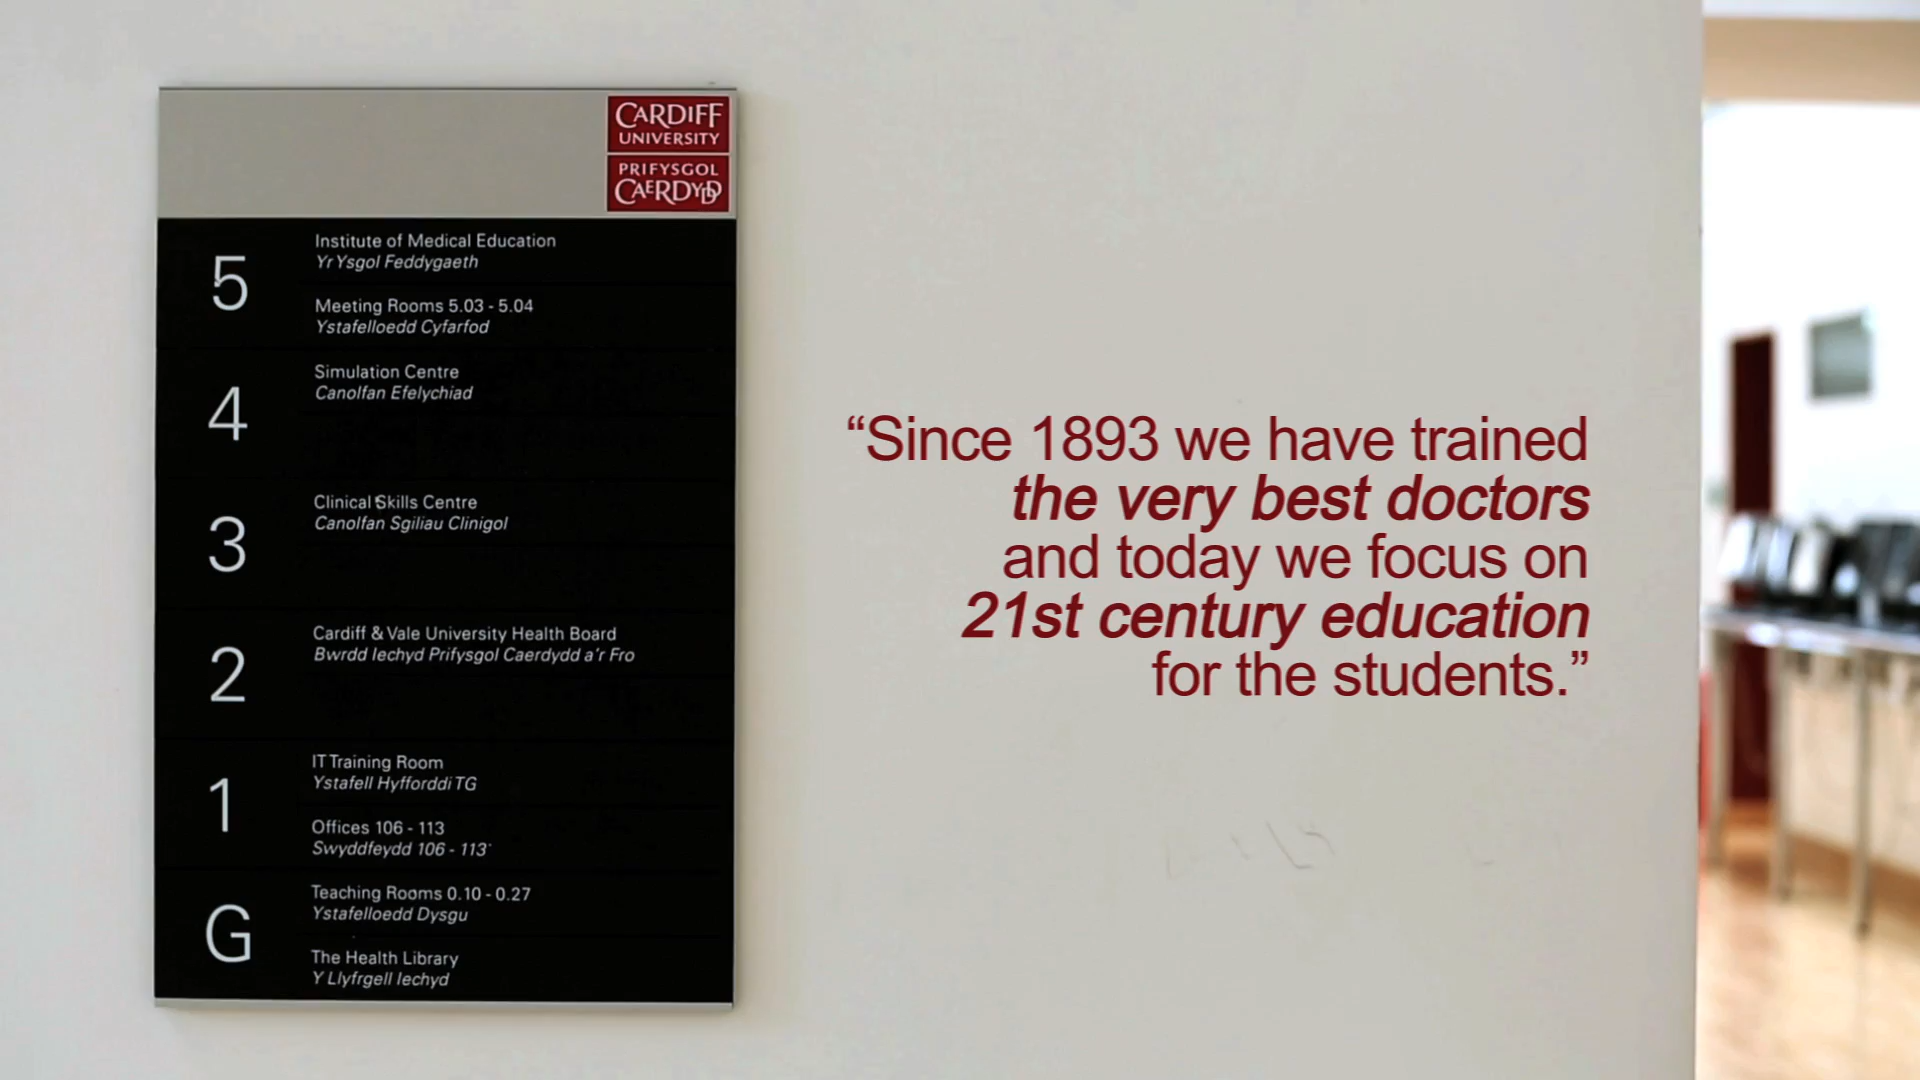 CARDIFF
UNIVERSITY
PRIFYSGOL
CAERDYDD
5
Institute of Medical Education
Yr Ysgol Feddygaeth
Meeting Rooms 5.03 - 5.04
Ystafelloedd Cyfarfod
4
Simulation Centre
Canolfan Efelychiad
3
Clinical Skills Centre
Canolfan Sgiliau Clinigol
2
Cardiff & Vale University Health Board
Bwrdd Iechyd Prifysgol Caerdydd a'r Fro
1
IT Training Room
Ystafell Hyfforddi TG
Offices 106 - 113
Swyddfeydd 106 - 113
G
Teaching Rooms 0.10 - 0.27
Ystafelloedd Dysgu
The Health Library
Y Llyfrgell Iechyd
“Since 1893 we have trained
the very best doctors
and today we focus on
21st century education
for the students.”